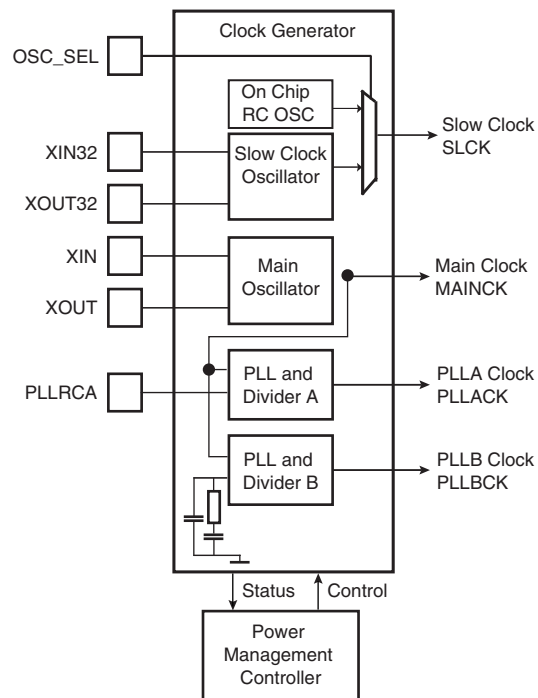 Clock Generator
OSC_SEL
On Chip
RC OSC
Slow Clock
SLCK
XIN32
Slow Clock
Oscillator
XOUT32
XIN
Main
Oscillator
Main Clock
MAINCK
XOUT
PLLRCA
PLL and
Divider A
PLLA Clock
PLLACK
PLL and
Divider B
PLLB Clock
PLLBCK
Status
Control
Power
Management
Controller